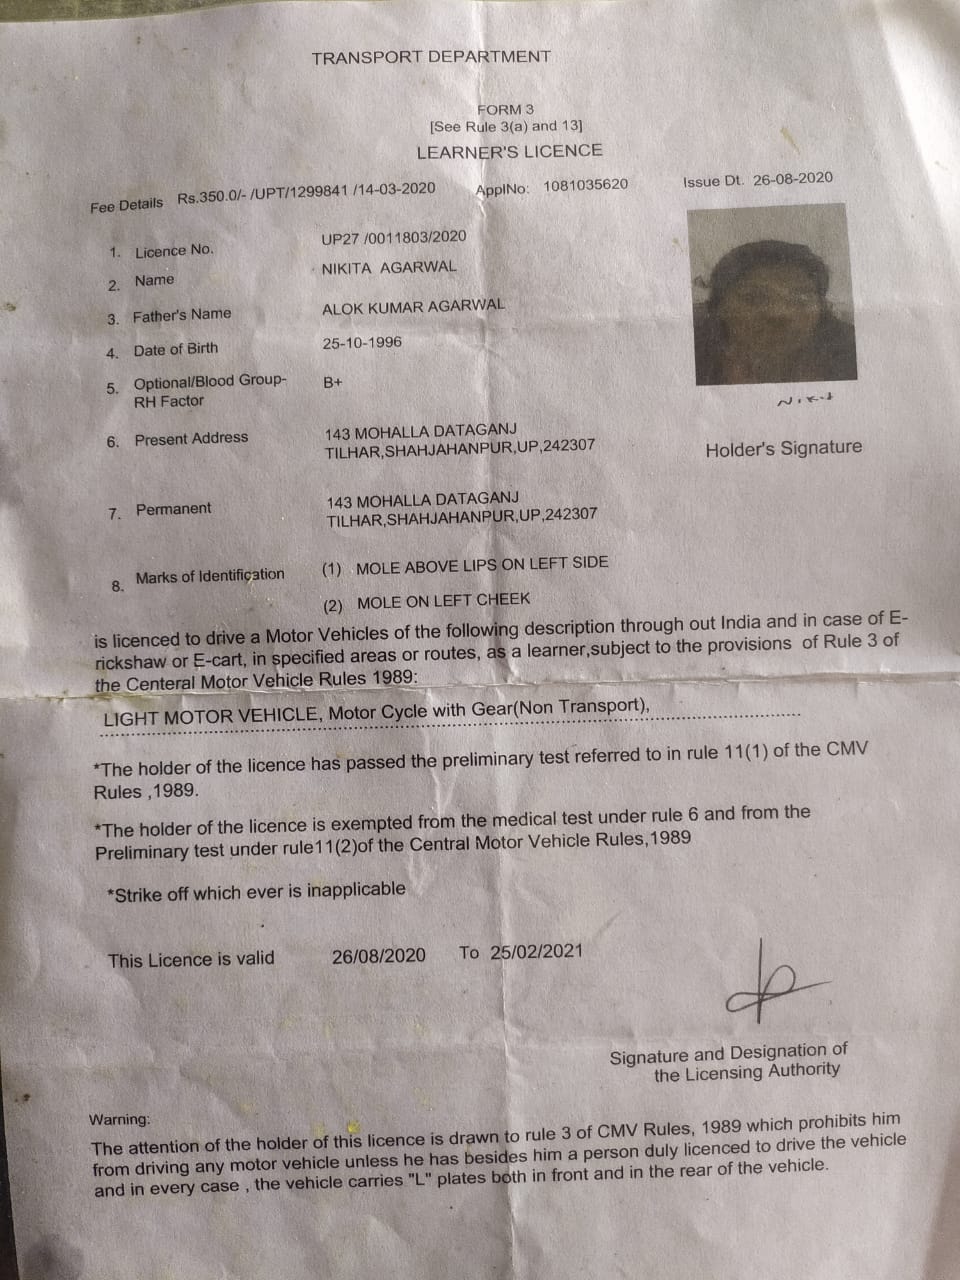 TRANSPORT DEPARTMENT
FORM 3
[See Rule 3(a) and 13]
LEARNER'S LICENCE
Fee Details Rs.350.0/- /UPT/1299841 /14-03-2020 ApplNo: 1081035620 Issue Dt. 26-08-2020
1. Licence No. UP27 /0011803/2020
2. Name NIKITA AGARWAL
3. Father's Name ALOK KUMAR AGARWAL
4. Date of Birth 25-10-1996
5. Optional/Blood Group- B+
RH Factor
Nikit
6. Present Address 143 MOHALLA DATAGANJ
TILHAR,SHAHJAHANPUR,UP,242307
Holder's Signature
7. Permanent 143 MOHALLA DATAGANJ
TILHAR,SHAHJAHANPUR,UP,242307
8. Marks of Identification (1) MOLE ABOVE LIPS ON LEFT SIDE
(2) MOLE ON LEFT CHEEK
is licenced to drive a Motor Vehicles of the following description through out India and in case of E-
rickshaw or E-cart, in specified areas or routes, as a learner,subject to the provisions of Rule 3 of
the Centeral Motor Vehicle Rules 1989:
LIGHT MOTOR VEHICLE, Motor Cycle with Gear(Non Transport),
*The holder of the licence has passed the preliminary test referred to in rule 11(1) of the CMV
Rules ,1989.
*The holder of the licence is exempted from the medical test under rule 6 and from the
Preliminary test under rule11(2)of the Central Motor Vehicle Rules,1989
*Strike off which ever is inapplicable
This Licence is valid 26/08/2020 To 25/02/2021
Signature and Designation of
the Licensing Authority
Warning:
The attention of the holder of this licence is drawn to rule 3 of CMV Rules, 1989 which prohibits him
from driving any motor vehicle unless he has besides him a person duly licenced to drive the vehicle
and in every case , the vehicle carries "L" plates both in front and in the rear of the vehicle.